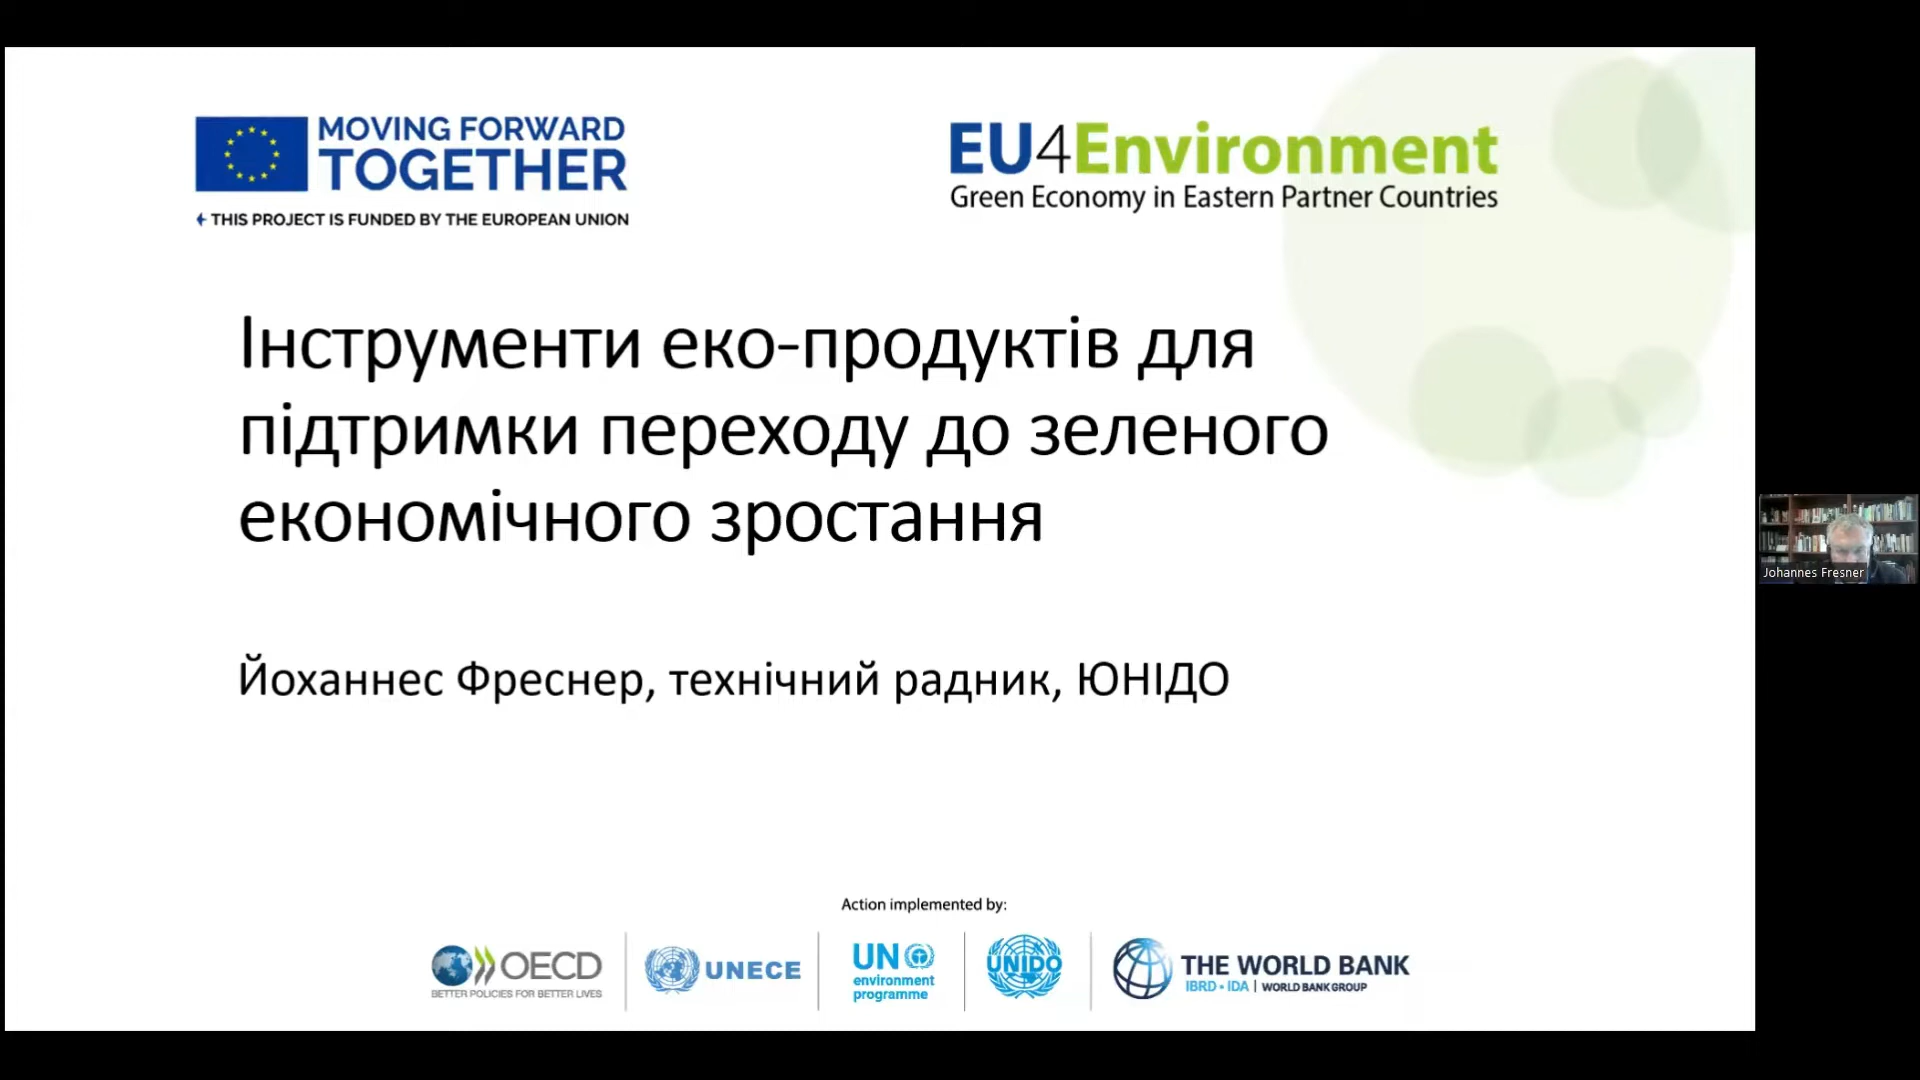 MOVING FORWARD
TOGETHER
THIS PROJECT IS FUNDED BY THE EUROPEAN UNION
EU4Environment
Green Economy in Eastern Partner Countries
Інструменти еко-продуктів для
підтримки переходу до зеленого
економічного зростання
Йоханнес Фреснер, технічний радник, ЮНІДО
Johannes Fresner
Action implemented by:
OECD
BETTER POLICIES FOR BETTER LIVES
UNECE
UN
environment
programme
UNIDO
THE WORLD BANK
IBRD • IDA | WORLD BANK GROUP